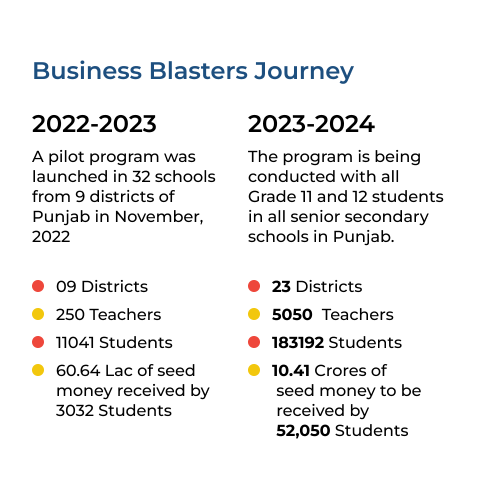 Business Blasters Journey
2022-2023
A pilot program was
launched in 32 schools
from 9 districts of
Punjab in November,
2022
09 Districts
250 Teachers
11041 Students
60.64 Lac of seed
money received by
3032 Students
2023-2024
The program is being
conducted with all
Grade 11 and 12 students
in all senior secondary
schools in Punjab.
23 Districts
5050 Teachers
183192 Students
10.41 Crores of
seed money to be
received by
52,050 Students